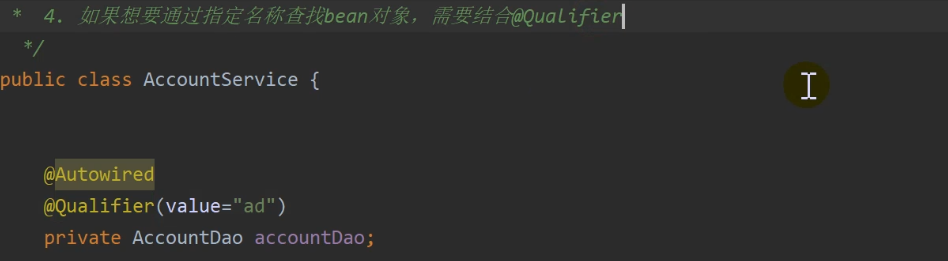 * 4. 如果想要通过指定名称查找bean对象，需要结合@Qualifier
*/
public class AccountService {
@Autowired
@Qualifier(value="ad")
private AccountDao accountDao;